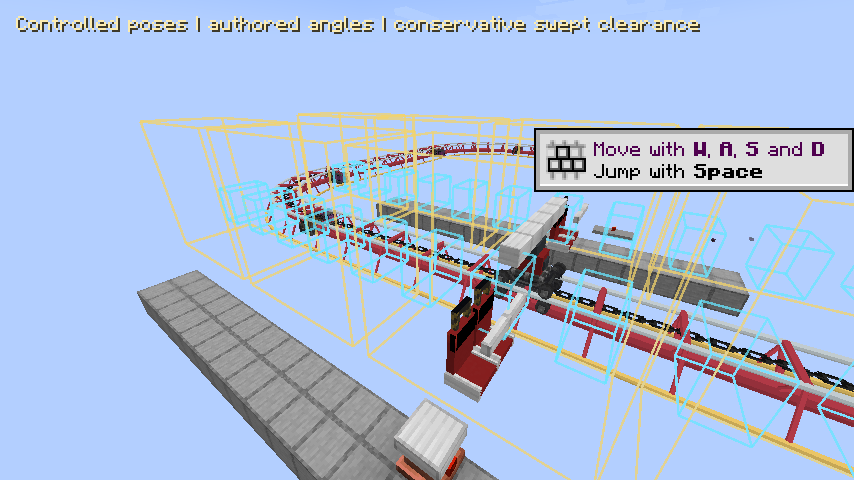 Controlled poses | authored angles | conservative swept clearance
Move with W, A, S and D
Jump with Space